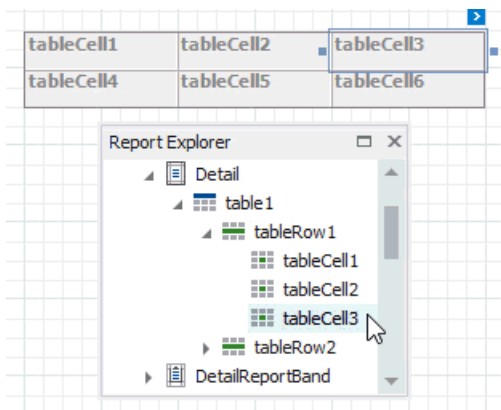 tableCell1 tableCell2 tableCell3
tableCell4 tableCell5 tableCell6
Report Explorer
Detail
table1
tableRow1
tableCell1
tableCell2
tableCell3
tableRow2
DetailReportBand